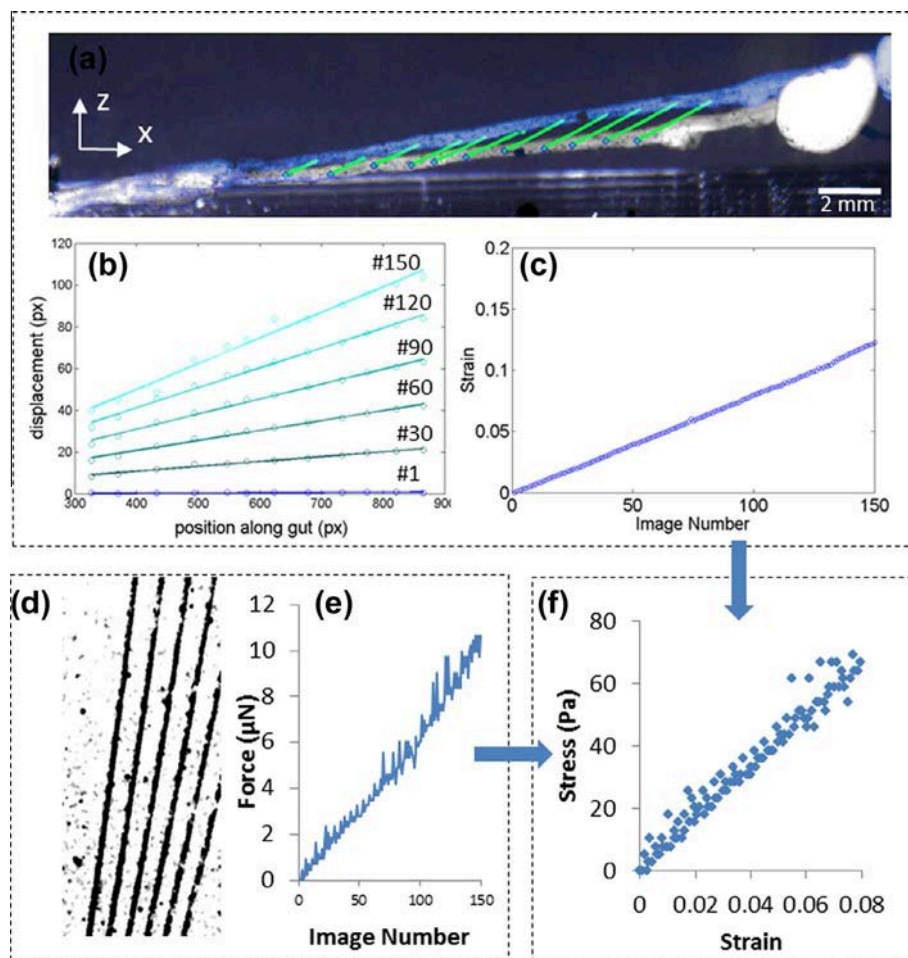 (a)
z
x
2 mm
(b)
120
100
80
60
40
20
0
displacement (px)
#150
#120
#90
#60
#30
#1
300 400 500 600 700 800 900
position along gut (px)
(c)
0.2
0.15
0.1
0.05
0
Strain
0 50 100 150
Image Number
(d)
(e)
12
10
8
6
4
2
0
Force (µN)
0 50 100 150
Image Number
(f)
80
60
40
20
0
Stress (Pa)
0 0.02 0.04 0.06 0.08
Strain